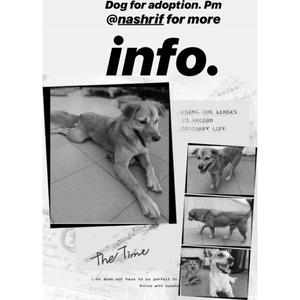 Dog for adoption. Pm
@nashrif for more
info.
USING THE LENSES
TO RECORD
ORDINARY LIFE
The Time
Life does not have to be perfect to